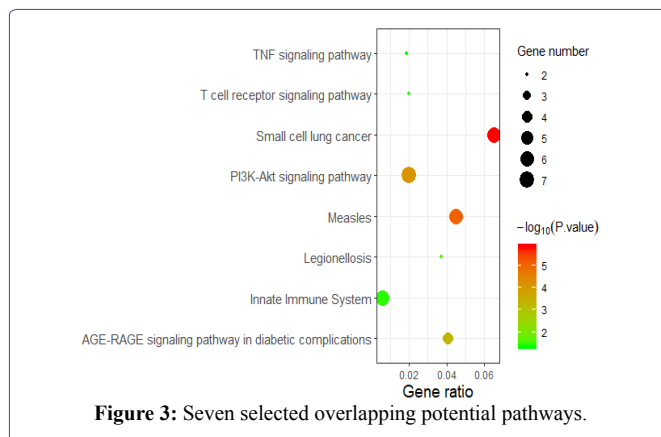 TNF signaling pathway
T cell receptor signaling pathway
Small cell lung cancer
PI3K-Akt signaling pathway
Measles
Legionellosis
Innate Immune System
AGE-RAGE signaling pathway in diabetic complications
0.02 0.04 0.06
Gene ratio
Gene number
2
3
4
5
6
7
−log10(P.value)
5
4
3
2
Figure 3: Seven selected overlapping potential pathways.